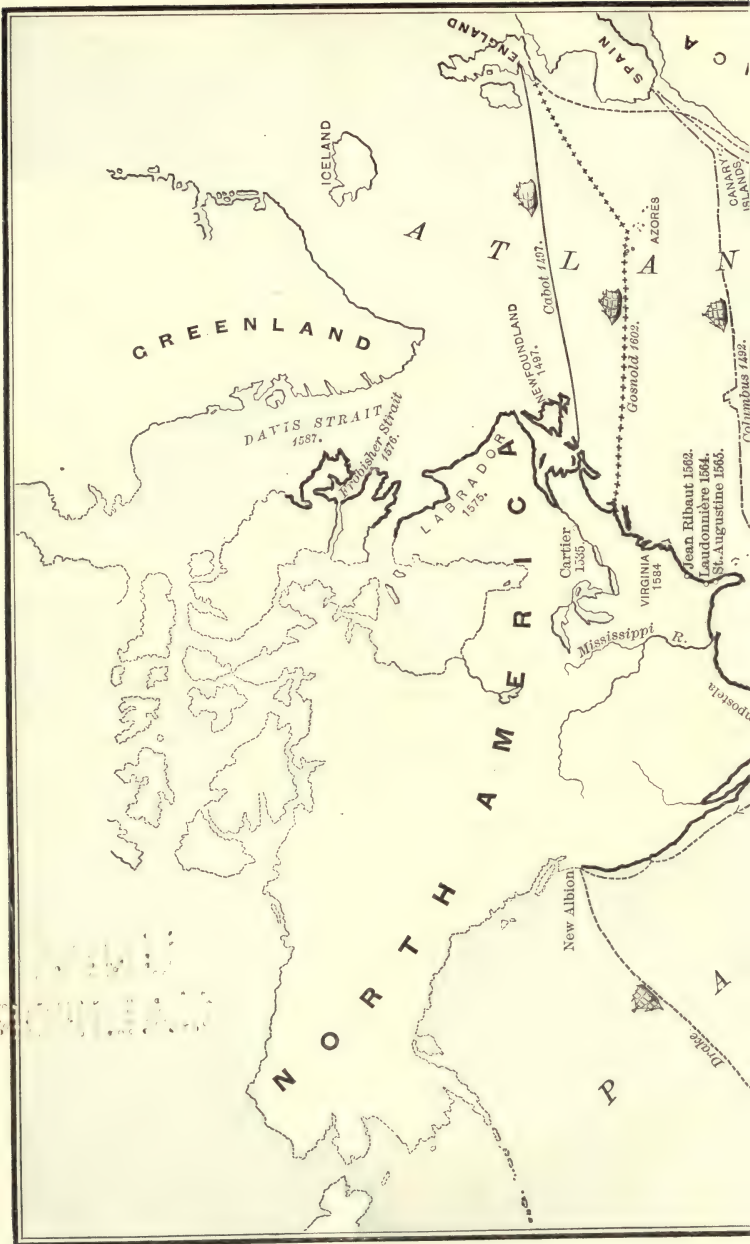 ENGLAND
SPAIN
I C A
ICELAND
GREENLAND
A T L A N
AZORES
CANARY
ISLANDS
Cabot 1497.
Gosnold 1602.
Columbus 1492.
NEWFOUNDLAND
1497.
DAVIS STRAIT
1587.
Frobisher Strait
1576.
LABRADOR
1575.
NORTH AMERICA
Cartier
1535
VIRGINIA
1584
Jean Ribaut 1562.
Laudonnière 1564.
St. Augustine 1565.
Mississippi R.
New Albion
Drake
P A